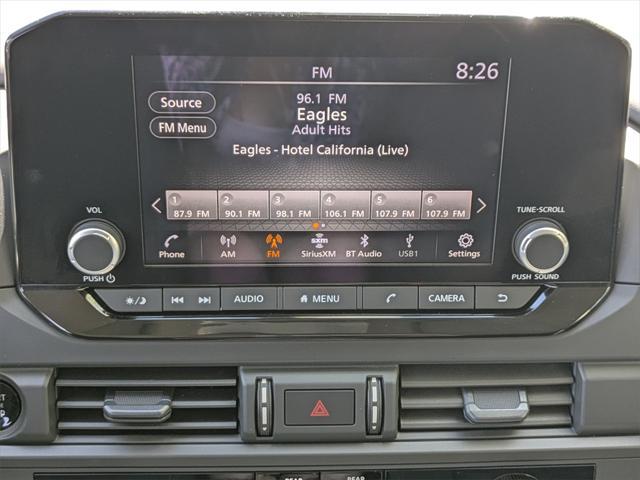 FM 8:26
Source
96.1 FM
Eagles
FM Menu
Adult Hits
Eagles - Hotel California (Live)
1 2 3 4 5 6
87.9 FM 90.1 FM 98.1 FM 106.1 FM 107.9 FM 107.9 FM
VOL
TUNE-SCROLL
sxm
Phone AM FM SiriusXM BT Audio USB1 Settings
PUSH
PUSH SOUND
AUDIO MENU CAMERA
REAR REAR